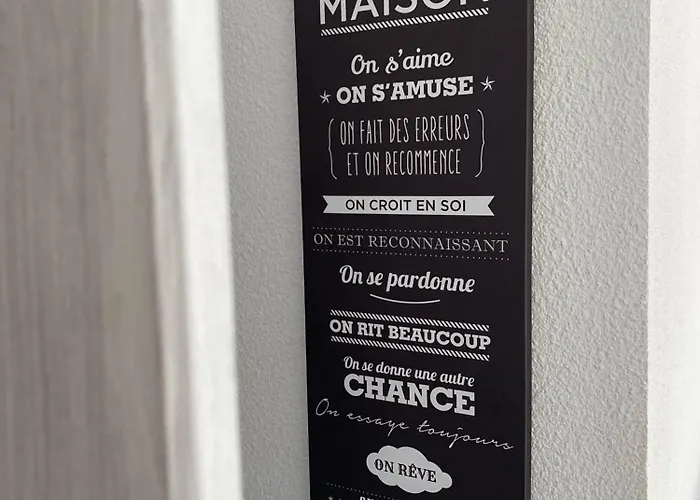 MAISON
On s'aime
ON S'AMUSE
ON FAIT DES ERREURS
ET ON RECOMMENCE
ON CROIT EN SOI
ON EST RECONNAISSANT
On se pardonne
ON RIT BEAUCOUP
On se donne une autre
CHANCE
On essaye toujours
ON RÊVE